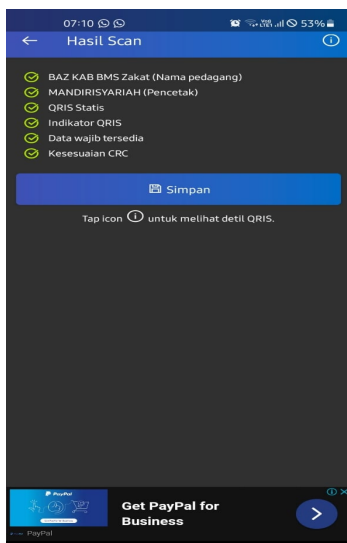 07:10
53%
Hasil Scan
BAZ KAB BMS Zakat (Nama pedagang)
MANDIRISYARIAH (Pencetak)
QRIS Statis
Indikator QRIS
Data wajib tersedia
Kesesuaian CRC
Simpan
Tap icon ⓘ untuk melihat detil QRIS.
PayPal
Get PayPal for
Business
PayPal